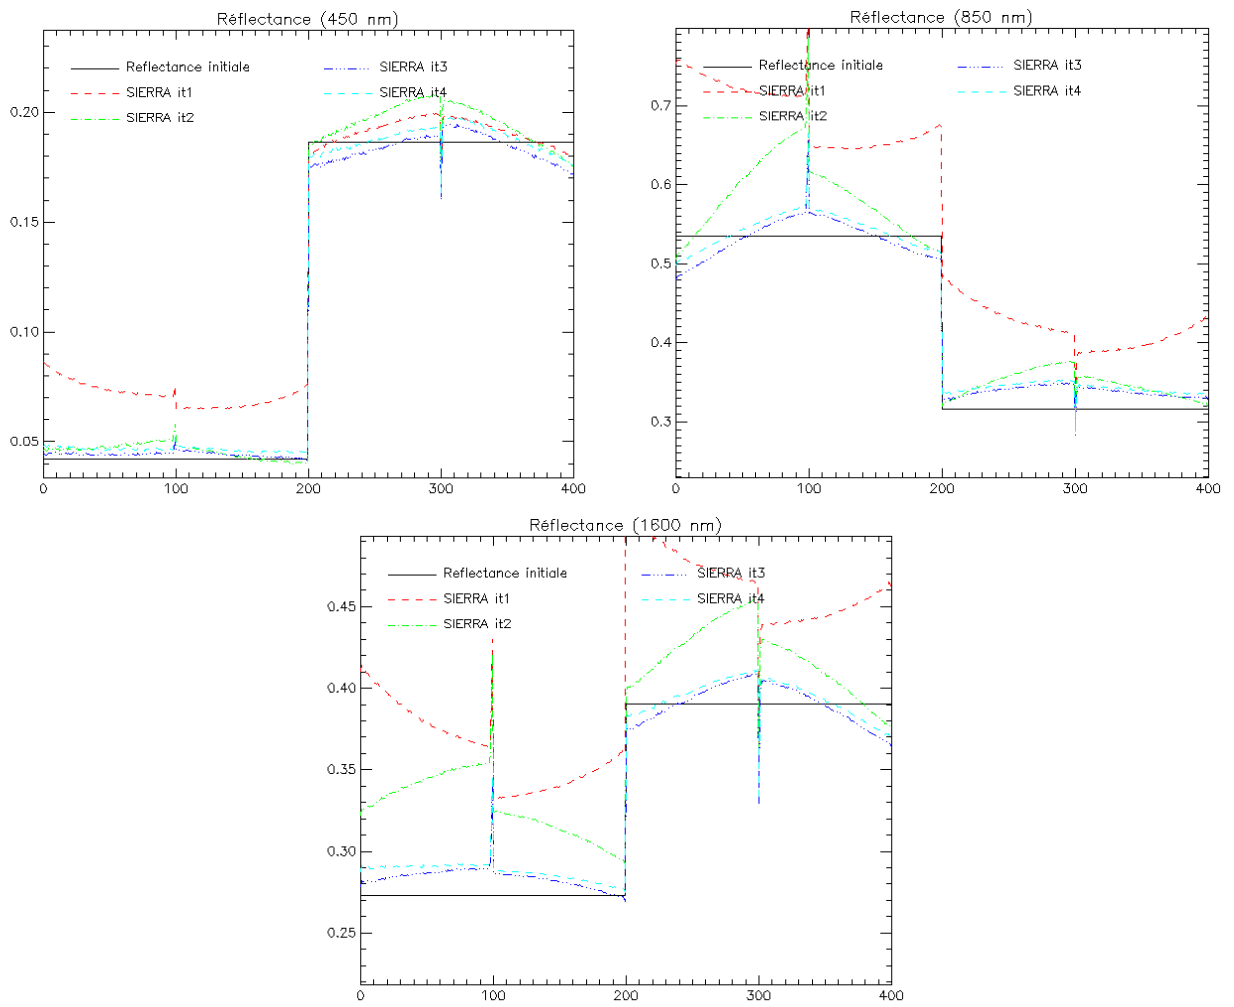 Réflectance (450 nm)
Reflectance initiale
SIERRA it1
SIERRA it2
SIERRA it3
SIERRA it4
0.20
0.15
0.10
0.05
0 100 200 300 400
Réflectance (850 nm)
Reflectance initiale
SIERRA it1
SIERRA it2
SIERRA it3
SIERRA it4
0.7
0.6
0.5
0.4
0.3
0 100 200 300 400
Réflectance (1600 nm)
Reflectance initiale
SIERRA it1
SIERRA it2
SIERRA it3
SIERRA it4
0.45
0.40
0.35
0.30
0.25
0 100 200 300 400